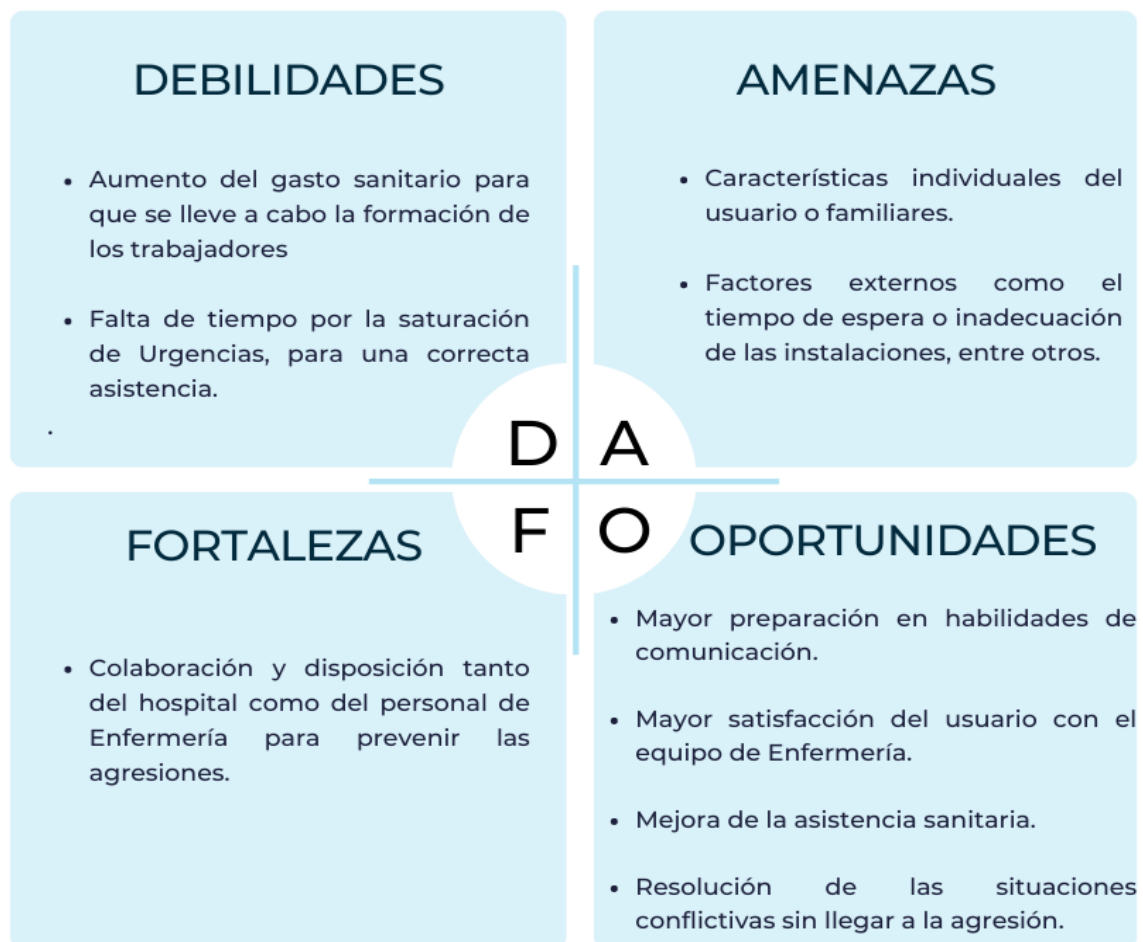 DEBILIDADES
• Aumento del gasto sanitario para
que se lleve a cabo la formación de
los trabajadores
• Falta de tiempo por la saturación
de Urgencias, para una correcta
asistencia.
.
AMENAZAS
• Características individuales del
usuario o familiares.
• Factores externos como el
tiempo de espera o inadecuación
de las instalaciones, entre otros.
D A
F O
FORTALEZAS
• Colaboración y disposición tanto
del hospital como del personal de
Enfermería para prevenir las
agresiones.
OPORTUNIDADES
• Mayor preparación en habilidades de
comunicación.
• Mayor satisfacción del usuario con el
equipo de Enfermería.
• Mejora de la asistencia sanitaria.
• Resolución de las situaciones
conflictivas sin llegar a la agresión.